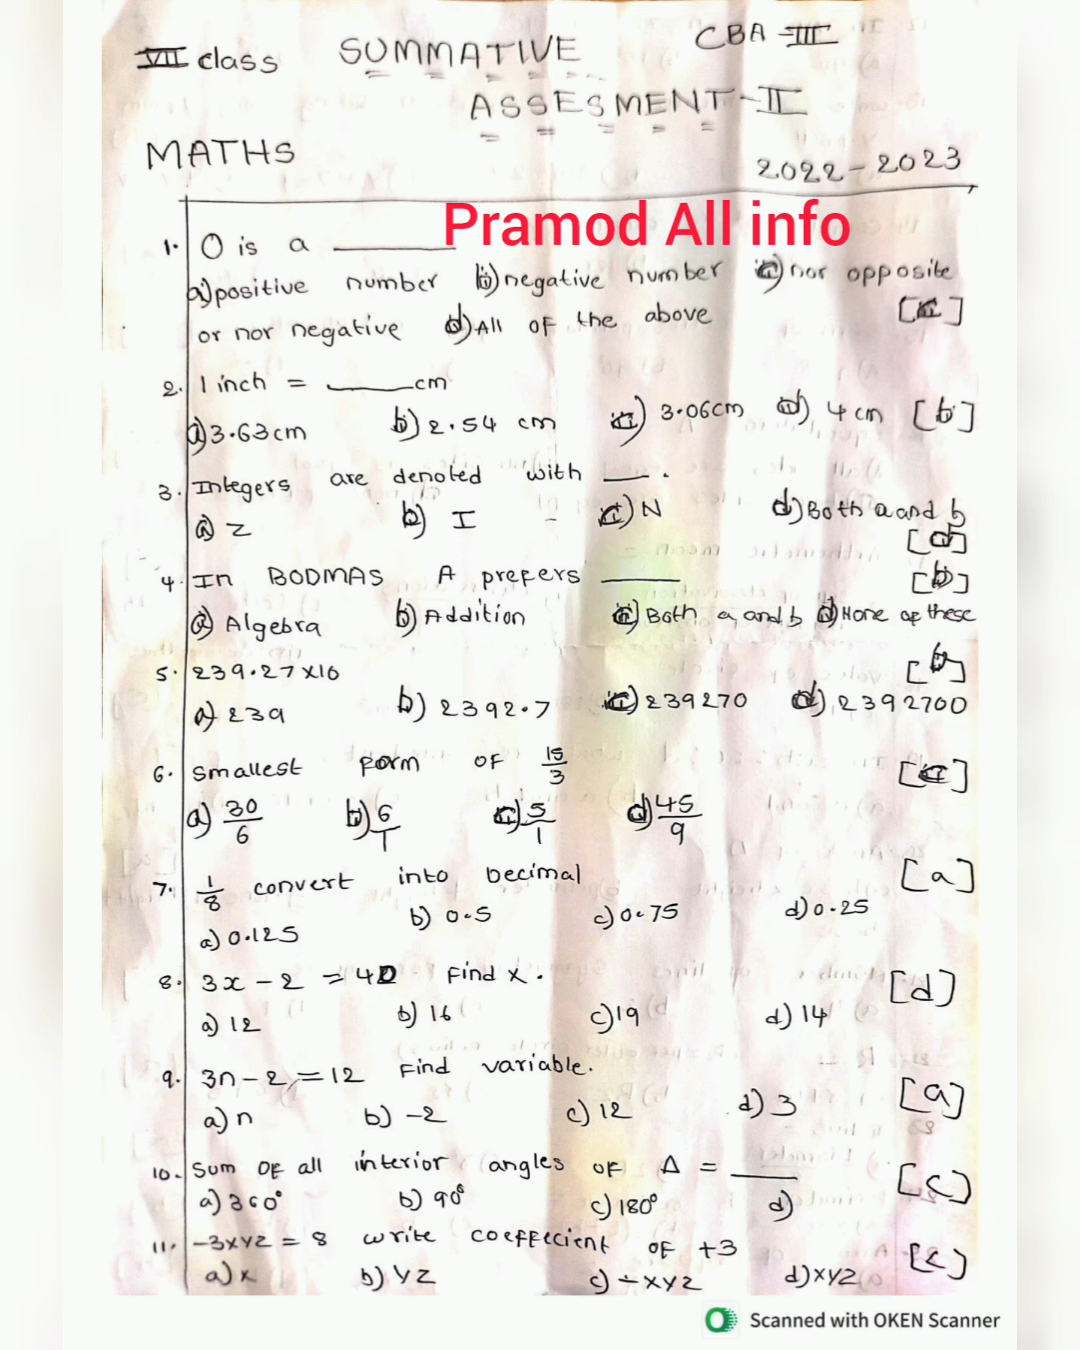 VII class SUMMATIVE CBA-III
ASSESMENT-II
MATHS
2022-2023
Pramod All info
1. 0 is a
a) positive number b) negative number c) nor opposite
or nor negative d) All of the above [c]
2. 1 inch = cm
a) 3.63cm b) 2.54 cm c) 3.06cm d) 4 cm [b]
3. Integers are denoted with .
a) Z b) I c) N d) Both a and b
[d]
4. In BODMAS A prefers [b]
a) Algebra b) Addition c) Both a and b d) None of these
5. 239.27 x10 [b]
a) 239 b) 2392.7 c) 239270 d) 2392700
6. Smallest form of 15/3 [c]
a) 30/6 b) 6/1 c) 5/1 d) 45/9
7. 1/8 convert into Decimal [a]
a) 0.125 b) 0.5 c) 0.75 d) 0.25
8. 3x - 2 = 40 Find x. [d]
a) 12 b) 16 c) 19 d) 14
9. 3n - 2 = 12 Find variable. [a]
a) n b) -2 c) 12 d) 3
10. Sum of all interior angles of Δ = [c]
a) 360° b) 90° c) 180° d)
11. -3xyz = 8 write coeffecient of +3 [c]
a) x b) yz c) -xyz d) xyz
Scanned with OKEN Scanner